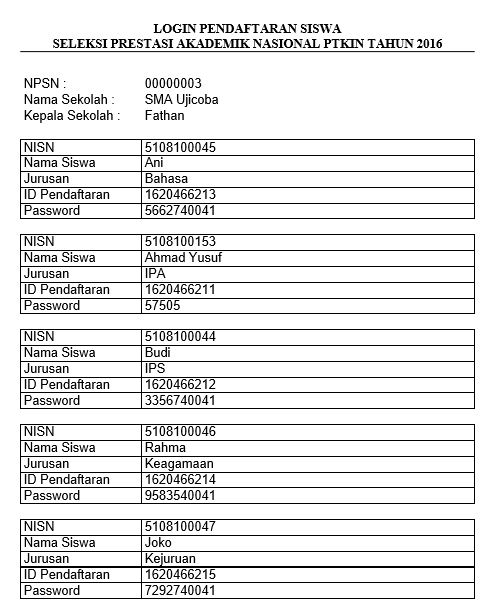 LOGIN PENDAFTARAN SISWA
SELEKSI PRESTASI AKADEMIK NASIONAL PTKIN TAHUN 2016
NPSN : 00000003
Nama Sekolah : SMA Ujicoba
Kepala Sekolah : Fathan
NISN 5108100045
Nama Siswa Ani
Jurusan Bahasa
ID Pendaftaran 1620466213
Password 5662740041
NISN 5108100153
Nama Siswa Ahmad Yusuf
Jurusan IPA
ID Pendaftaran 1620466211
Password 57505
NISN 5108100044
Nama Siswa Budi
Jurusan IPS
ID Pendaftaran 1620466212
Password 3356740041
NISN 5108100046
Nama Siswa Rahma
Jurusan Keagamaan
ID Pendaftaran 1620466214
Password 9583540041
NISN 5108100047
Nama Siswa Joko
Jurusan Kejuruan
ID Pendaftaran 1620466215
Password 7292740041